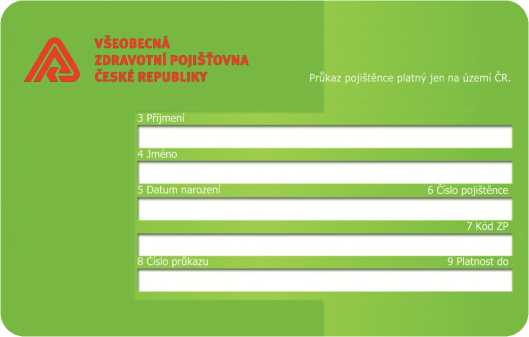 VŠEOBECNÁ
ZDRAVOTNÍ POJIŠŤOVNA
ČESKÉ REPUBLIKY
Průkaz pojištěnce platný jen na území ČR.
3 Příjmení
4 Jméno
5 Datum narození 6 Číslo pojištěnce
7 Kód ZP
8 Číslo průkazu 9 Platnost do